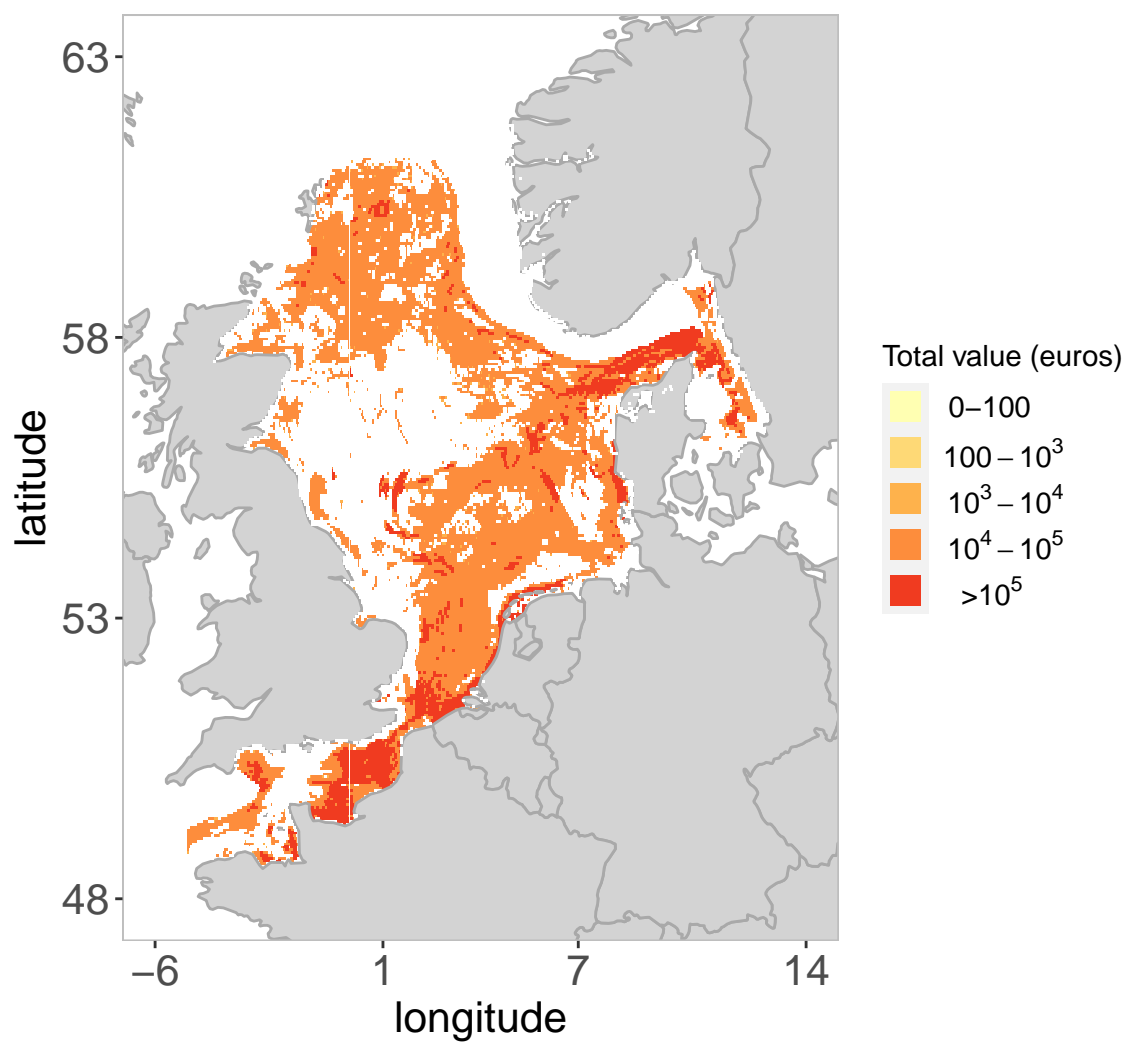 63
58
53
48
latitude
−6
1
7
14
longitude
Total value (euros)
0−100
100 − 10³
10³ − 10⁴
10⁴ − 10⁵
>10⁵